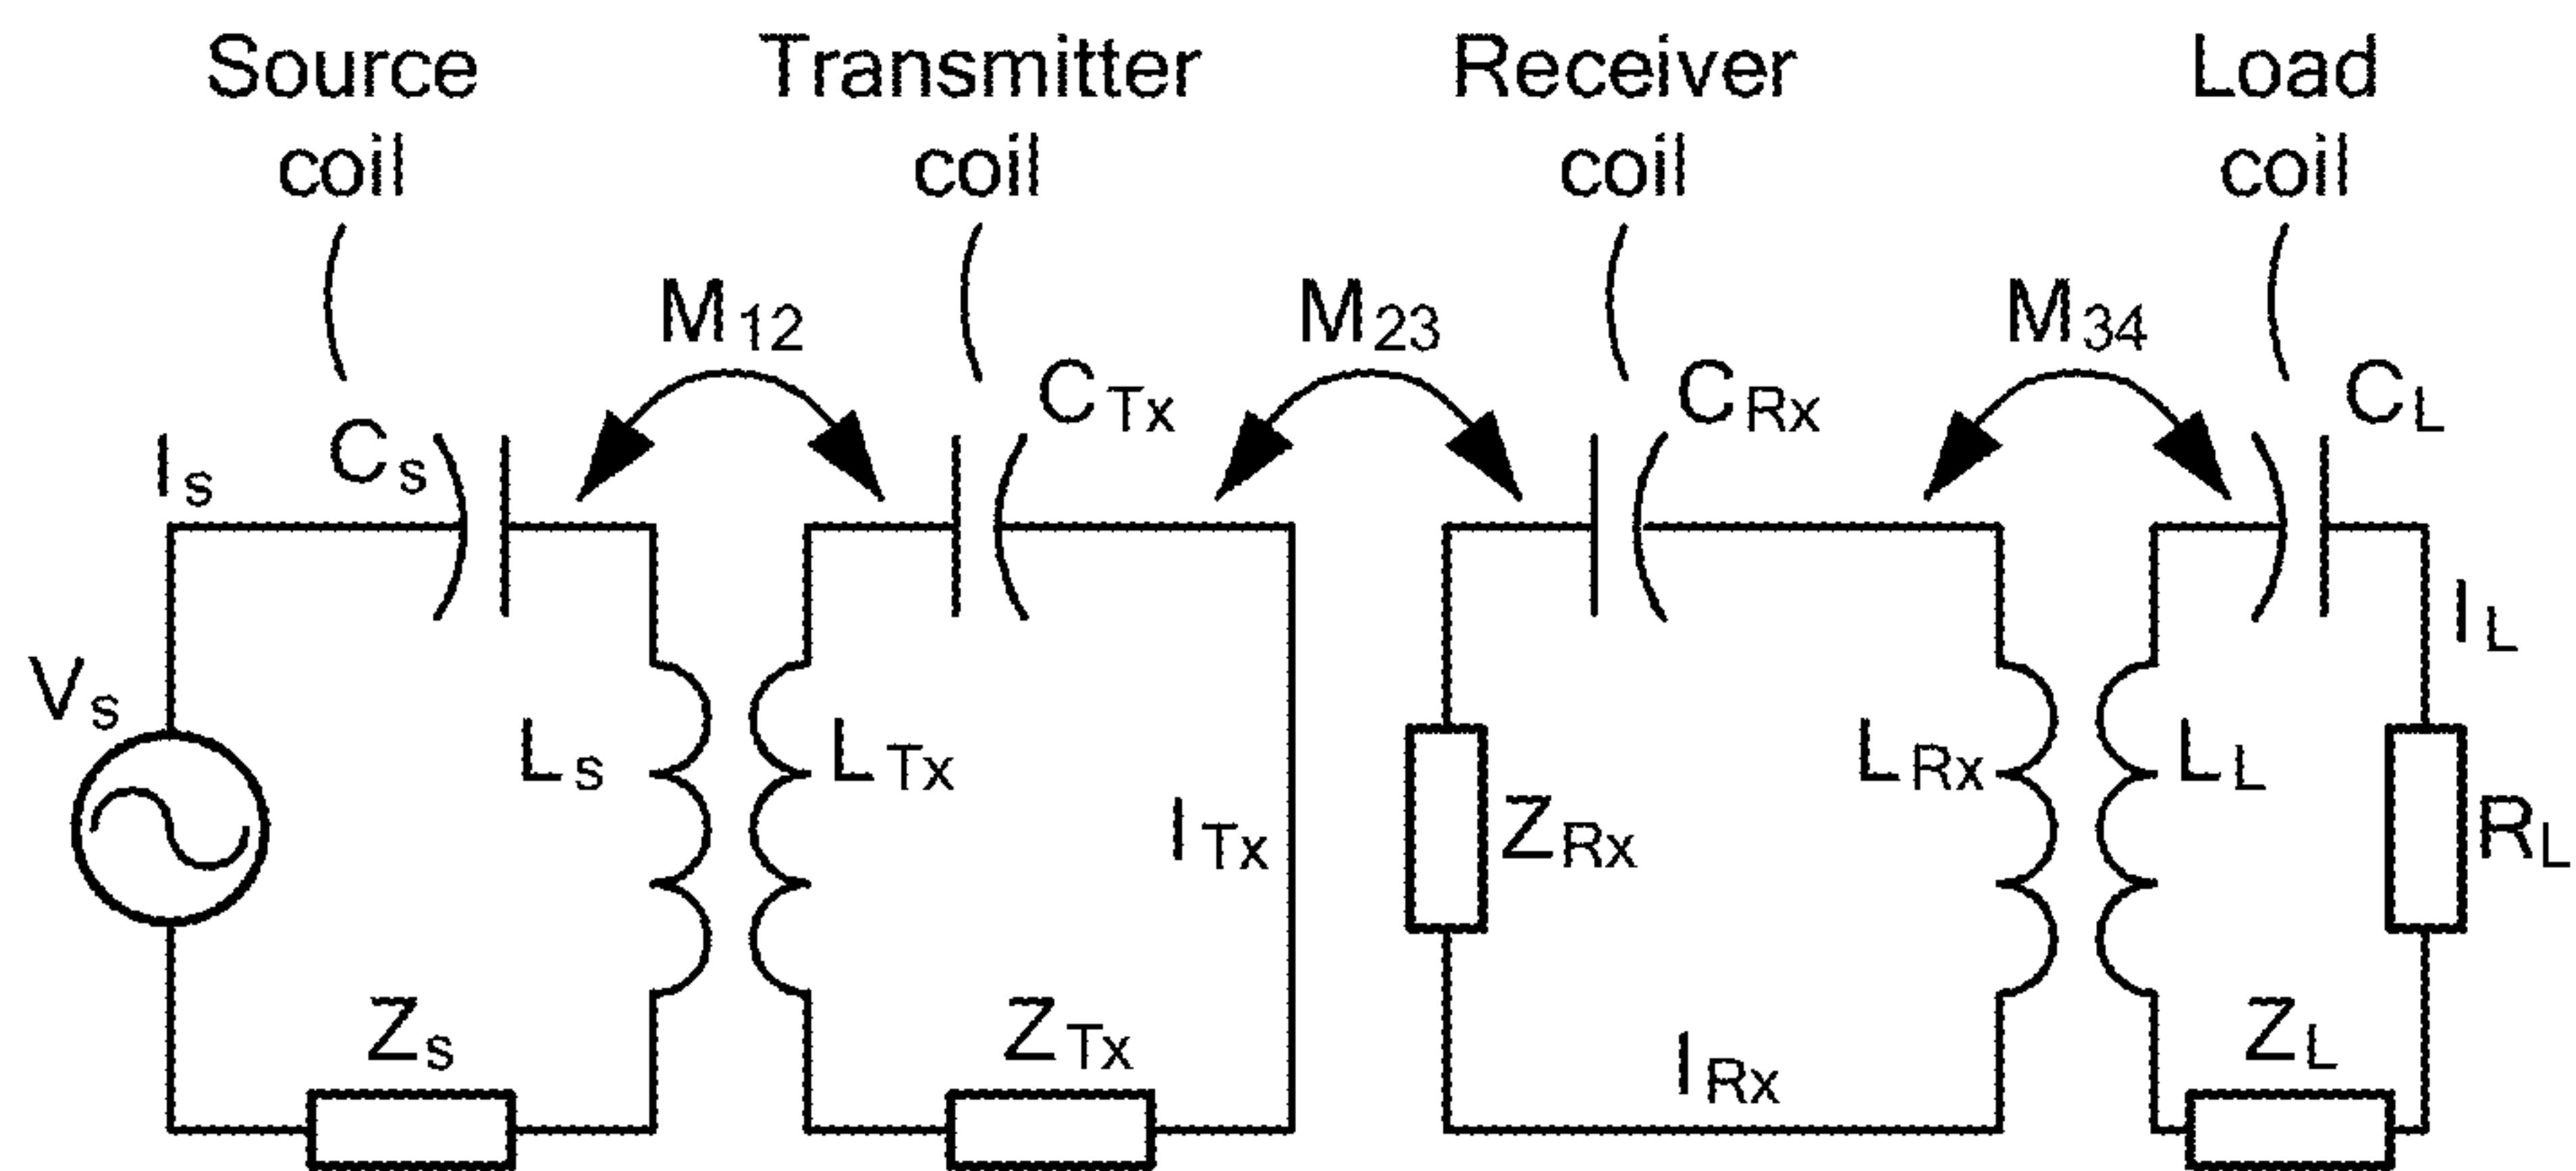 Source coil
Transmitter coil
Receiver coil
Load coil
M12
M23
M34
Is
Cs
CTx
CRx
CL
Vs
Ls
LTx
ITx
ZRx
LRx
LL
IL
RL
Zs
ZTx
IRx
ZL